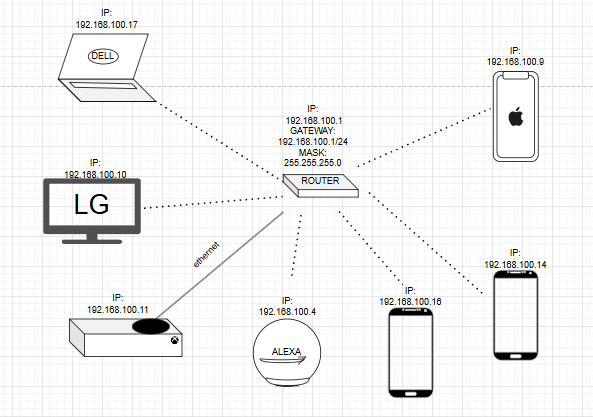 IP:
192.168.100.17
DELL
IP:
192.168.100.9
IP:
192.168.100.1
GATEWAY:
192.168.100.1/24
MASK:
255.255.255.0
ROUTER
IP:
192.168.100.10
LG
ethernet
IP:
192.168.100.11
IP:
192.168.100.4
ALEXA
IP:
192.168.100.16
IP:
192.168.100.14